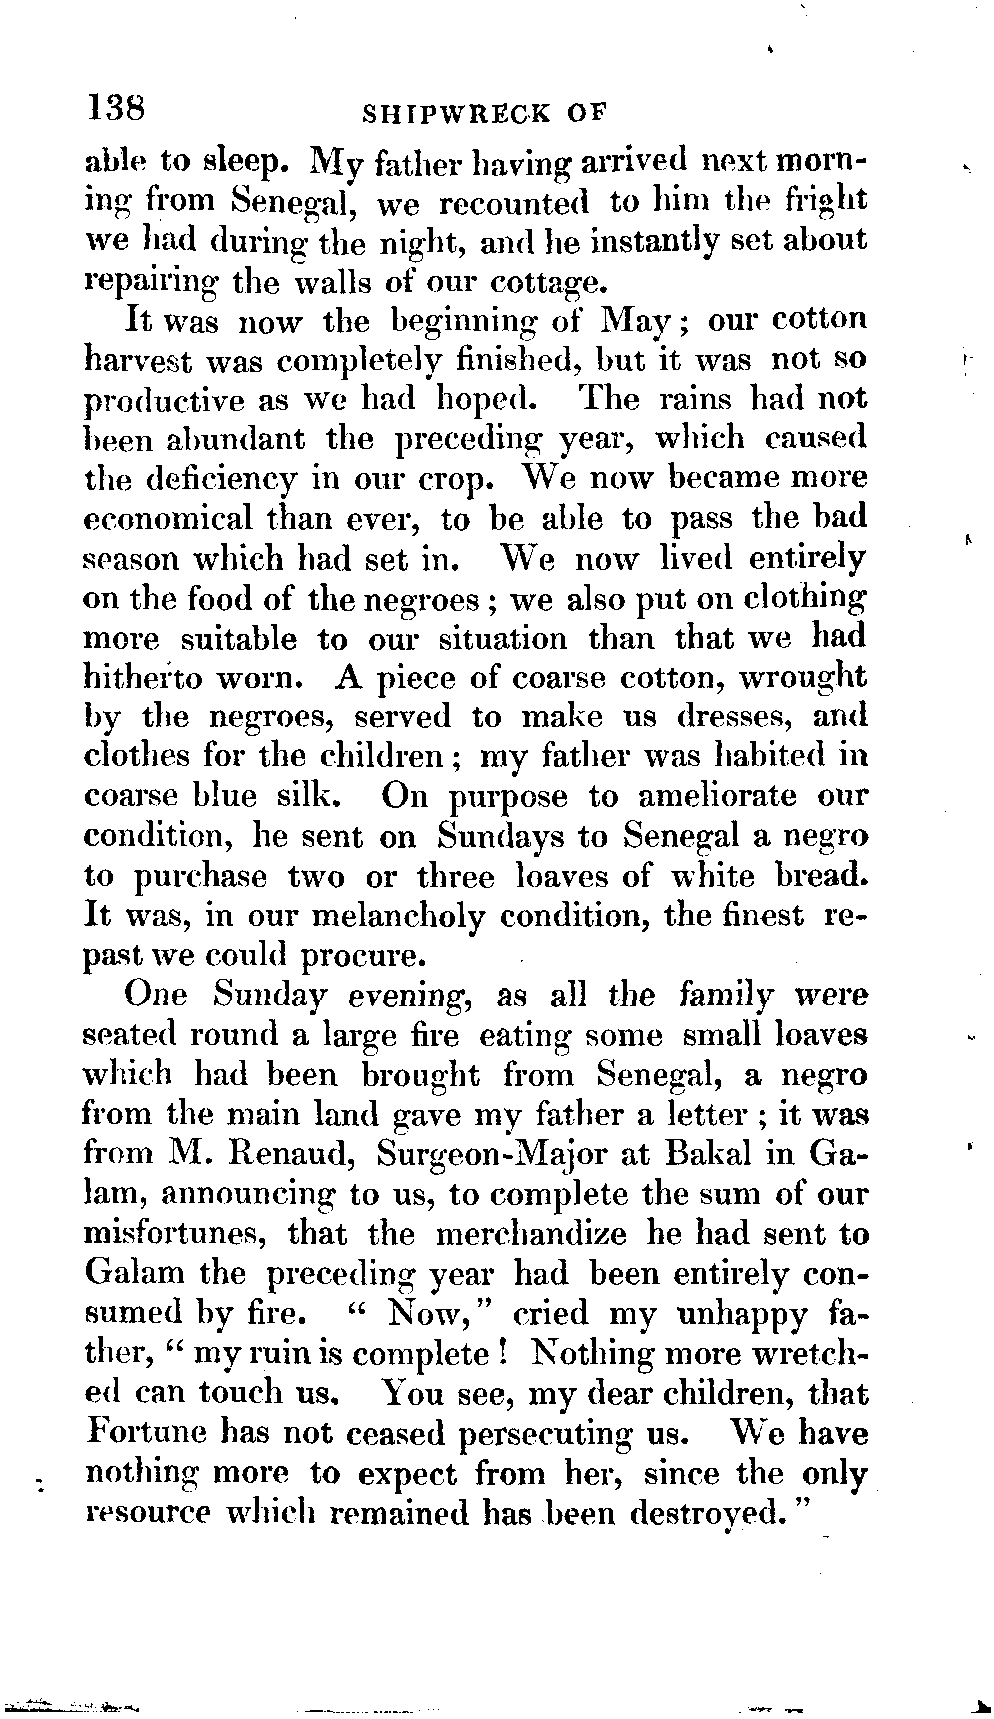 138 SHIPWRECK OF
able to sleep. My father having arrived next morn-
ing from Senegal, we recounted to him the fright
we had during the night, and he instantly set about
repairing the walls of our cottage.
It was now the beginning of May; our cotton
harvest was completely finished, but it was not so
productive as we had hoped. The rains had not
been abundant the preceding year, which caused
the deficiency in our crop. We now became more
economical than ever, to be able to pass the bad
season which had set in. We now lived entirely
on the food of the negroes; we also put on clothing
more suitable to our situation than that we had
hitherto worn. A piece of coarse cotton, wrought
by the negroes, served to make us dresses, and
clothes for the children; my father was habited in
coarse blue silk. On purpose to ameliorate our
condition, he sent on Sundays to Senegal a negro
to purchase two or three loaves of white bread.
It was, in our melancholy condition, the finest re-
past we could procure.
One Sunday evening, as all the family were
seated round a large fire eating some small loaves
which had been brought from Senegal, a negro
from the main land gave my father a letter; it was
from M. Renaud, Surgeon-Major at Bakal in Ga-
lam, announcing to us, to complete the sum of our
misfortunes, that the merchandize he had sent to
Galam the preceding year had been entirely con-
sumed by fire. "Now," cried my unhappy fa-
ther, "my ruin is complete! Nothing more wretch-
ed can touch us. You see, my dear children, that
Fortune has not ceased persecuting us. We have
nothing more to expect from her, since the only
resource which remained has been destroyed."